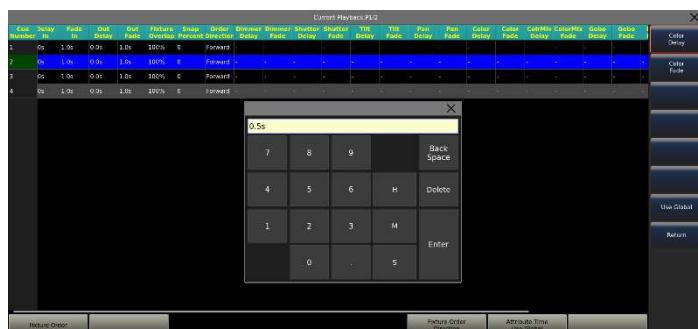 Current Playback:P1/2
Cue Number Delay In Fade In Out Delay Out Fade Fixture Overlap Snap Percent Order Direction Dimmer Delay Dimmer Fade Shutter Delay Shutter Fade Tilt Delay Tilt Fade Pan Delay Pan Fade Color Delay Color Fade ColrMix Delay ColorMix Fade Gobo Delay Gobo Fade
1 0s 1.0s 0.0s 1.0s 100% 0 Forward - - - - - - - - - - - - - -
2 0s 1.0s 0.0s 1.0s 100% 0 Forward - - - - - - - - - - - - - -
3 0s 1.0s 0.0s 1.0s 100% 0 Forward - - - - - - - - - - - - - -
4 0s 1.0s 0.0s 1.0s 100% 0 Forward - - - - - - - - - - - - - -
0.5s
7 8 9 Back Space
4 5 6 H Delete
1 2 3 M Enter
0 . S
Color Delay
Color Fade
Use Global
Return
Fixture Order
Fixture Order Direction
Attribute Time Use Global